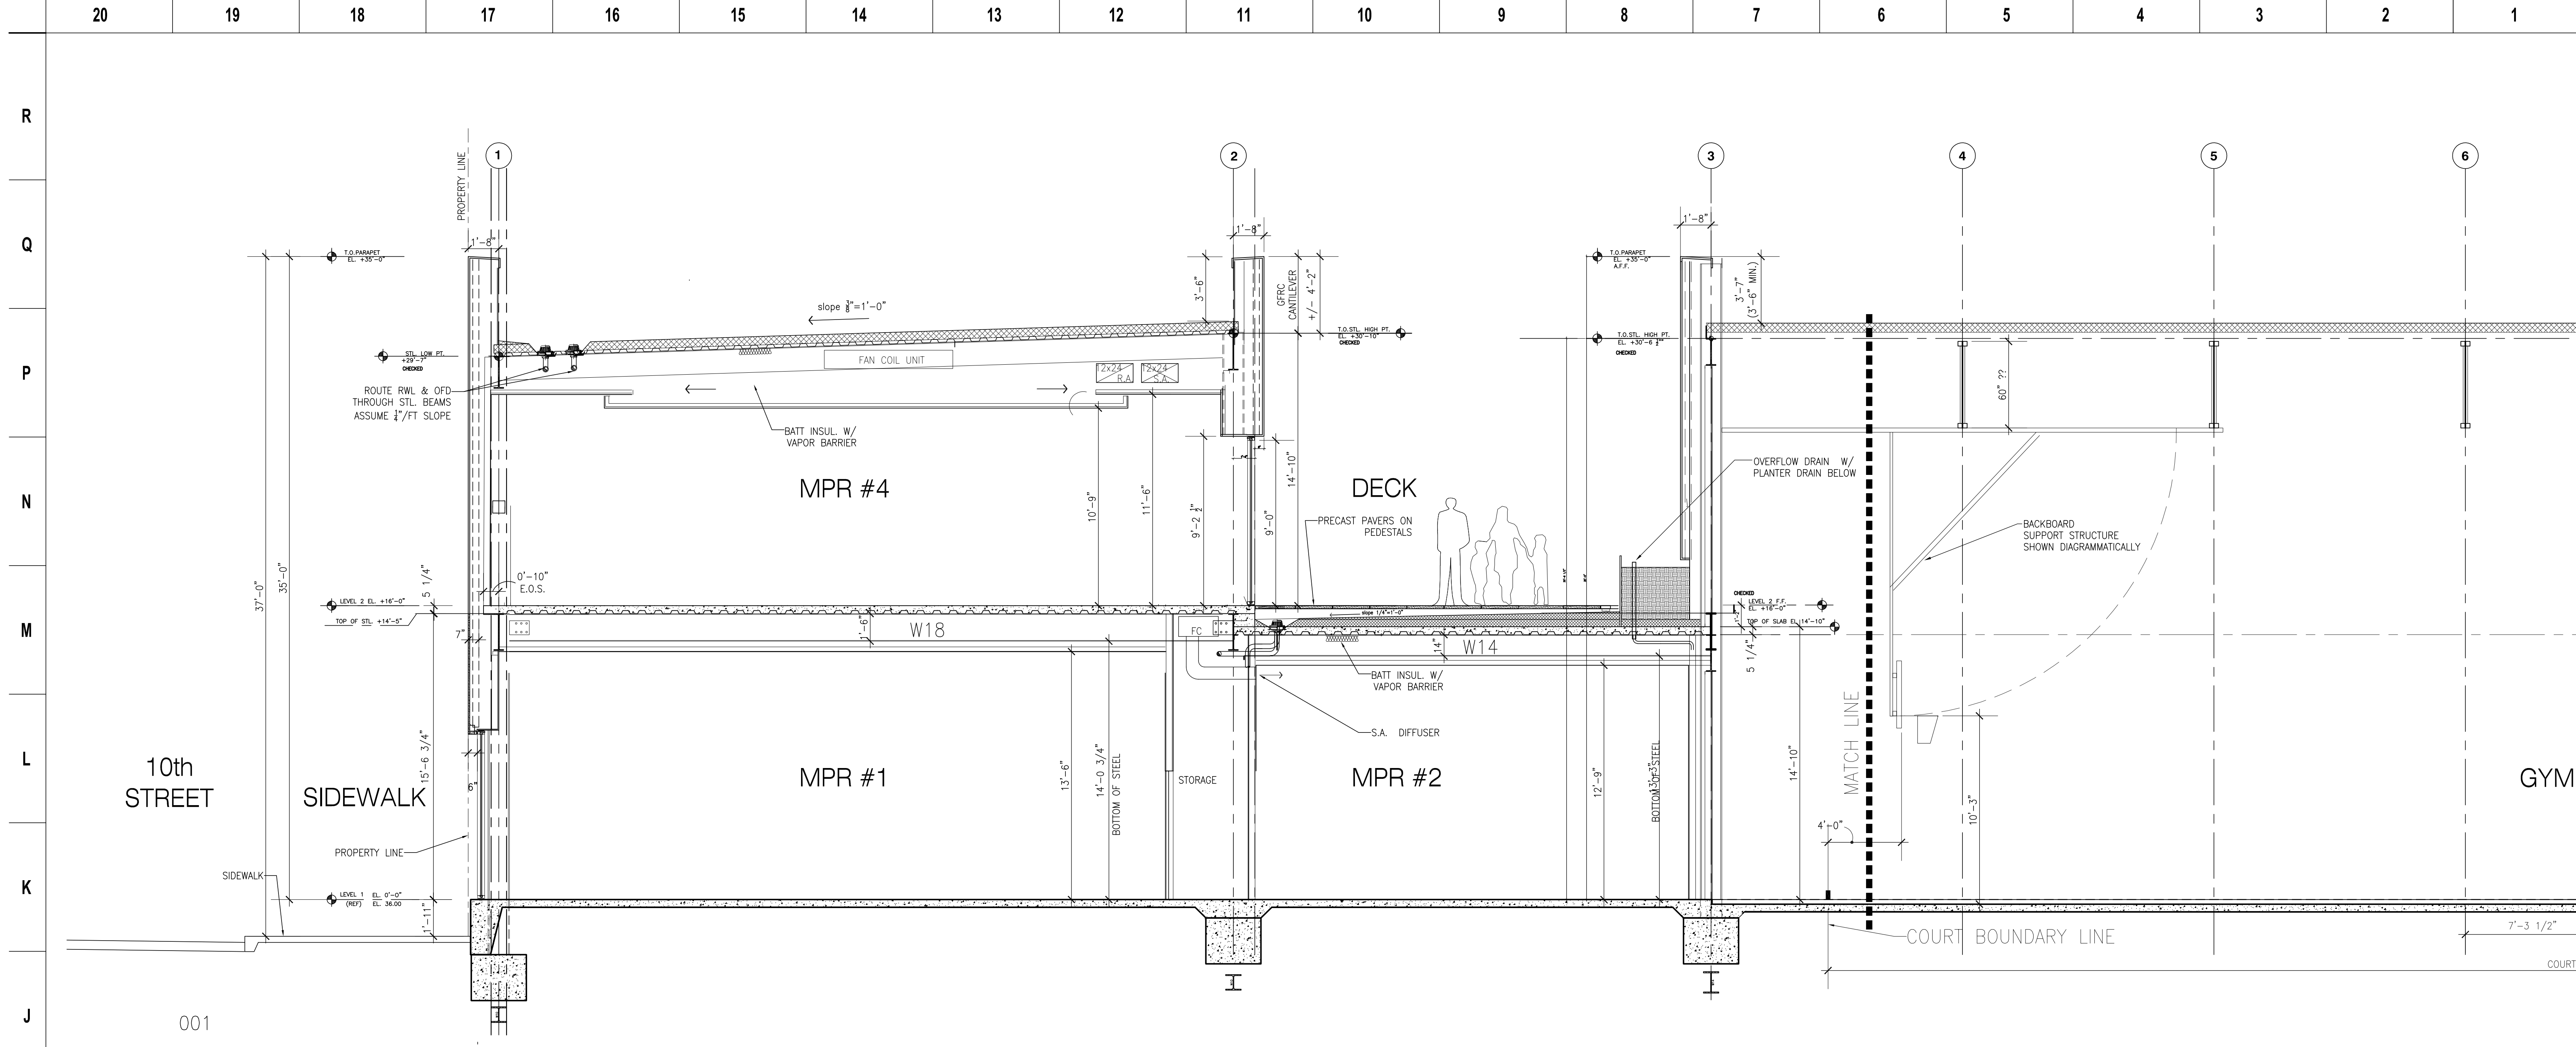 20 19 18 17 16 15 14 13 12 11 10 9 8 7 6 5 4 3 2 1
R
Q
P
N
M
L
K
J
1 2 3 4 5 6
PROPERTY LINE
1'-8"
1'-8"
1'-8"
T.O.PARAPET
EL. +35'-0"
T.O.PARAPET
EL. +35'-0"
A.F.F.
3'-6"
GFRC
CANTILEVER
+/- 4'-2"
3'-7"
(3'-6" MIN.)
slope ⅜"=1'-0"
T.O.STL. HIGH PT.
EL. +30'-10"
CHECKED
T.O.STL. HIGH PT.
EL. +30'-6 ½"
CHECKED
STL. LOW PT.
+29'-7"
CHECKED
FAN COIL UNIT
12x24
R.A.
12x24
S.A.
60" ??
ROUTE RWL & OFD
THROUGH STL. BEAMS
ASSUME ¼"/FT SLOPE
BATT INSUL. W/
VAPOR BARRIER
OVERFLOW DRAIN W/
PLANTER DRAIN BELOW
MPR #4
DECK
14'-10"
10'-9"
11'-6"
9'-2 ½"
9'-0"
PRECAST PAVERS ON
PEDESTALS
BACKBOARD
SUPPORT STRUCTURE
SHOWN DIAGRAMMATICALLY
37'-0"
35'-0"
5 1/4"
0'-10"
E.O.S.
LEVEL 2 EL. +16'-0"
TOP OF STL. +14'-5"
slope 1/4"=1'-0"
CHECKED
LEVEL 2 F.F.
EL. +16'-0"
TOP OF SLAB EL. 14'-10"
1'-2"
7"
1'-6"
W18
FC
14"
W14
5 1/4"
BATT INSUL. W/
VAPOR BARRIER
S.A. DIFFUSER
15'-6 3/4"
13'-6"
14'-0 3/4"
BOTTOM OF STEEL
12'-9"
13'-3"
BOTTOM OF STEEL
14'-10"
MATCH LINE
10'-3"
10th
STREET
SIDEWALK
6"
MPR #1
STORAGE
MPR #2
GYM
4'-0"
PROPERTY LINE
SIDEWALK
LEVEL 1 EL. 0'-0"
(REF) EL. 36.00
1'-11"
COURT BOUNDARY LINE
7'-3 1/2"
COURT
001